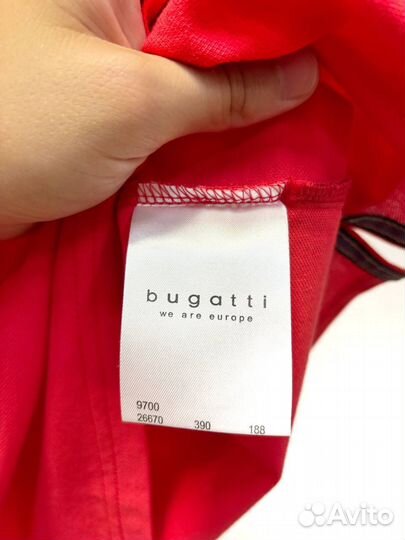 bugatti
we are europe
9700
26670 390 188
Avito